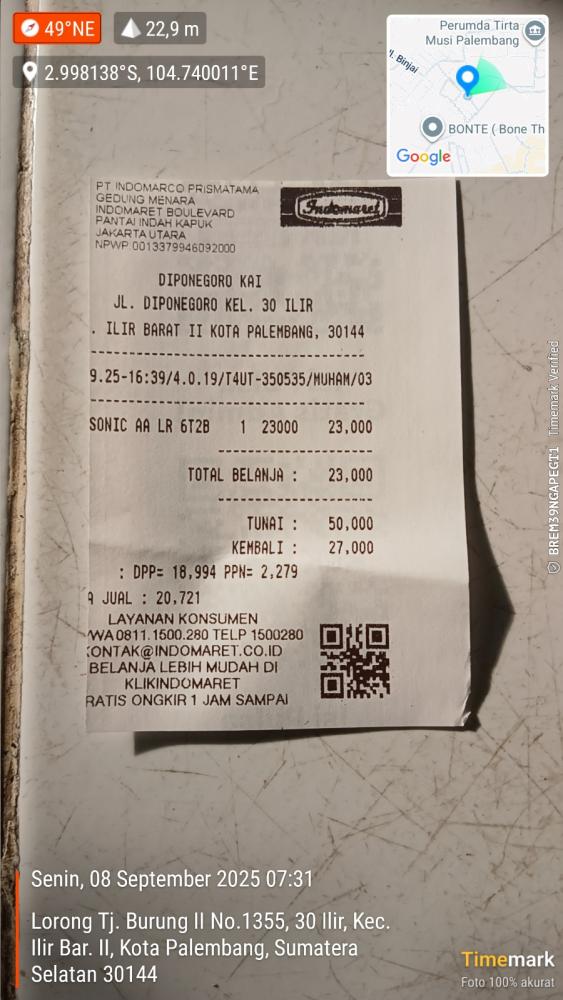 49°NE
22,9 m
2.998138°S, 104.740011°E
Perumda Tirta
Musi Palembang
Jl. Binjai
BONTE ( Bone Th
Google
PT INDOMARCO PRISMATAMA
GEDUNG MENARA
INDOMARET BOULEVARD
PANTAI INDAH KAPUK
JAKARTA UTARA
NPWP 0013379946092000
Indomaret
DIPONEGORO KAI
JL. DIPONEGORO KEL. 30 ILIR
. ILIR BARAT II KOTA PALEMBANG, 30144
9.25-16:39/4.0.19/T4UT-350535/MUHAM/03
SONIC AA LR 6T2B 1 23000 23,000
TOTAL BELANJA : 23,000
TUNAI : 50,000
KEMBALI : 27,000
: DPP= 18,994 PPN= 2,279
A JUAL : 20,721
LAYANAN KONSUMEN
/WA 0811.1500.280 TELP 1500280
KONTAK@INDOMARET.CO.ID
BELANJA LEBIH MUDAH DI
KLIKINDOMARET
RATIS ONGKIR 1 JAM SAMPAI
BREM39NGAPEGT1 Timemark Verified
Senin, 08 September 2025 07:31
Lorong Tj. Burung II No.1355, 30 Ilir, Kec.
Ilir Bar. II, Kota Palembang, Sumatera
Selatan 30144
Timemark
Foto 100% akurat